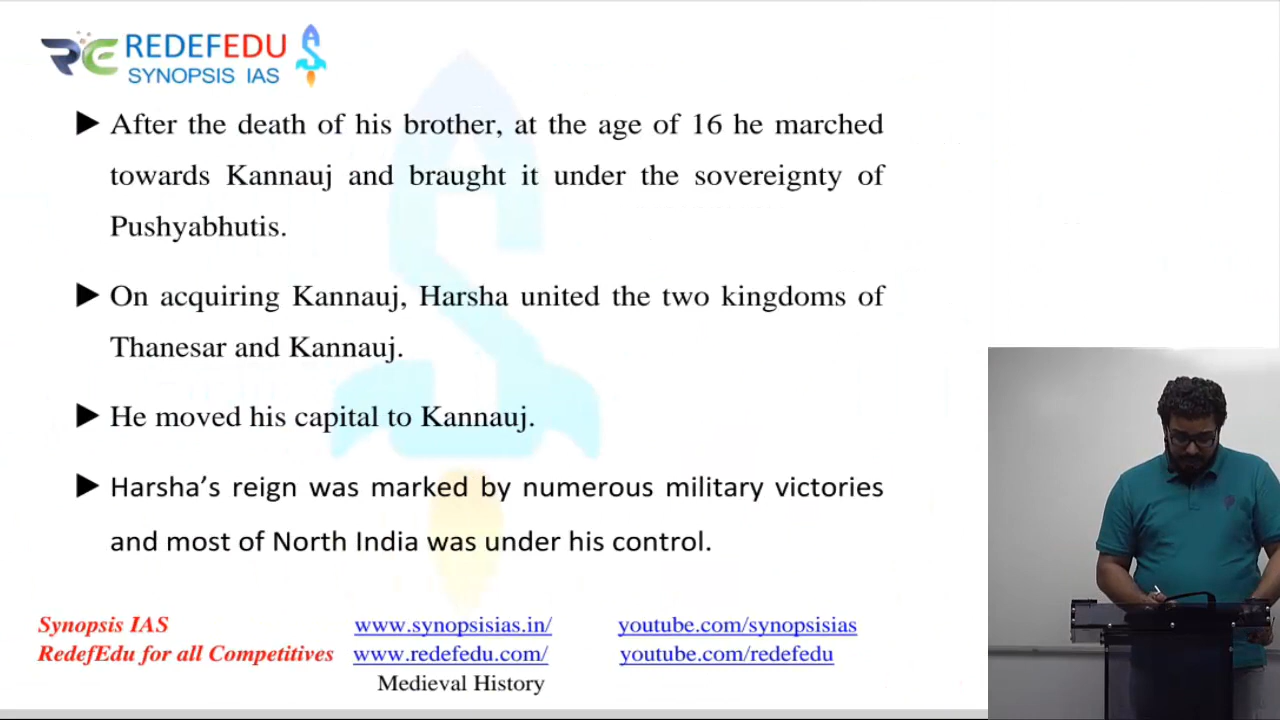 REDEFEDU
SYNOPSIS IAS
After the death of his brother, at the age of 16 he marched
towards Kannauj and braught it under the sovereignty of
Pushyabhutis.
On acquiring Kannauj, Harsha united the two kingdoms of
Thanesar and Kannauj.
He moved his capital to Kannauj.
Harsha’s reign was marked by numerous military victories
and most of North India was under his control.
Synopsis IAS www.synopsisias.in/ youtube.com/synopsisias
RedefEdu for all Competitives www.redefedu.com/ youtube.com/redefedu
Medieval History